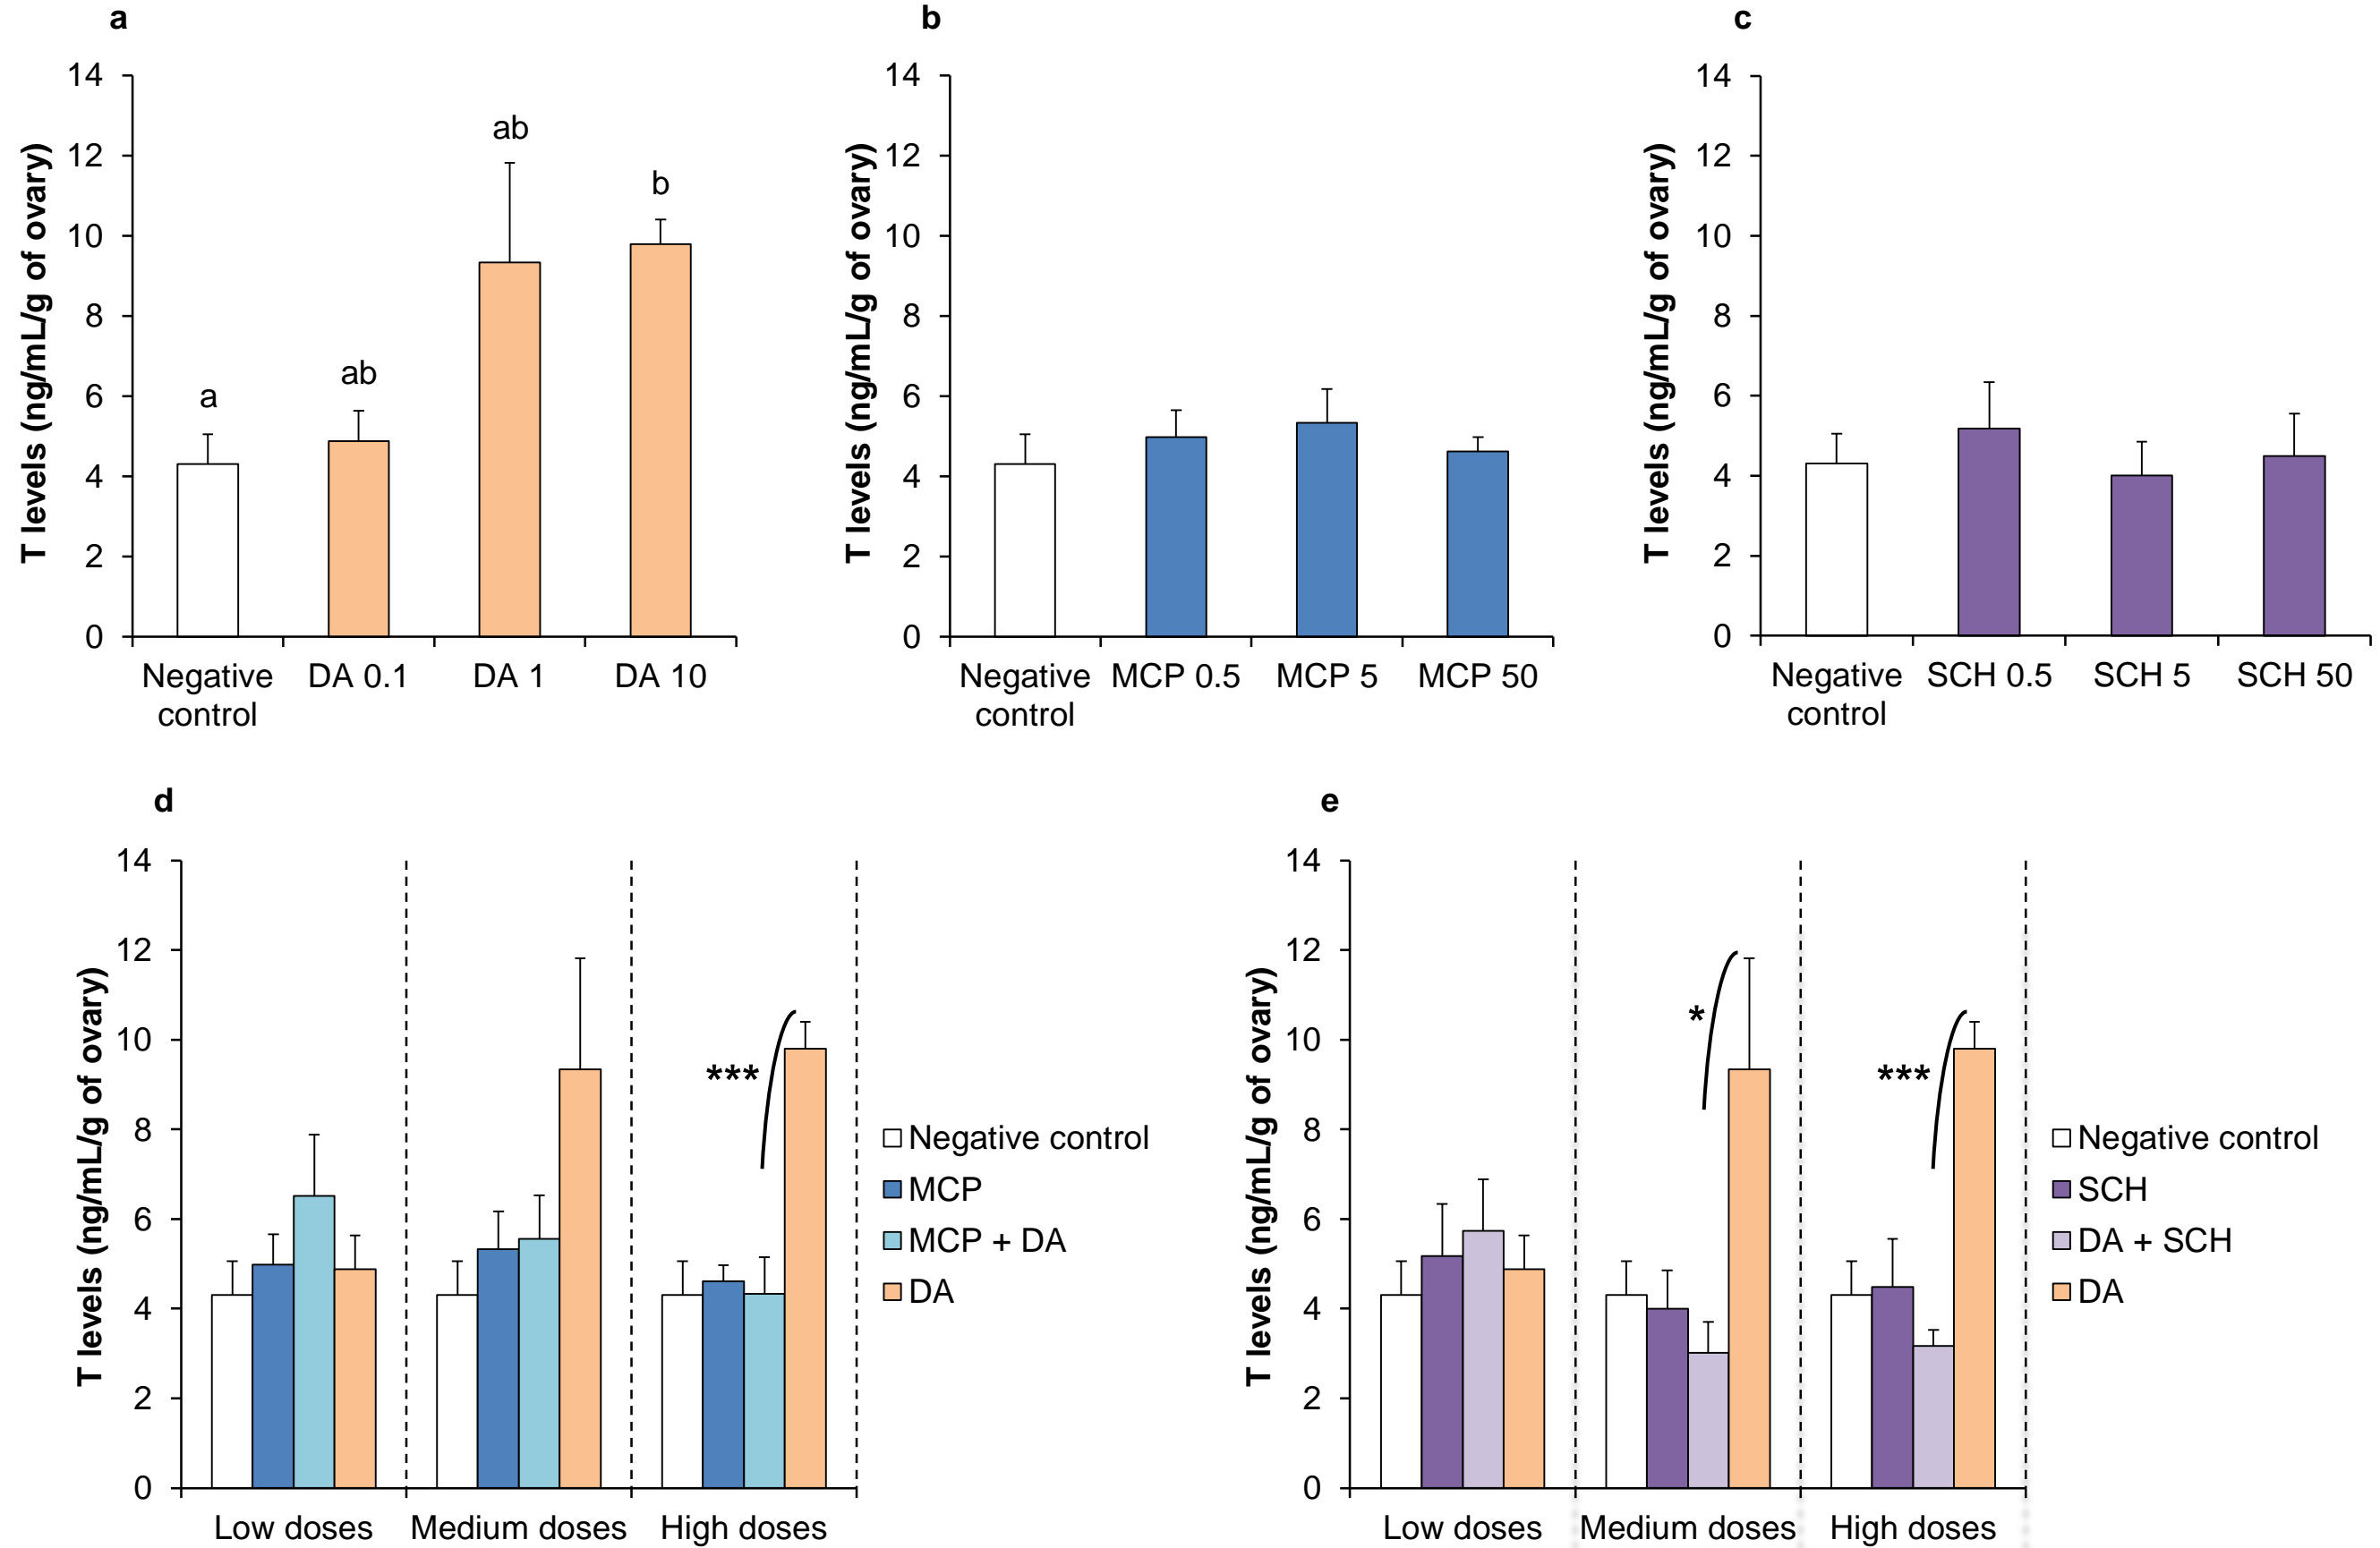 a
T levels (ng/mL/g of ovary)
14
12
10
8
6
4
2
0
a
ab
ab
b
Negative control
DA 0.1
DA 1
DA 10
b
T levels (ng/mL/g of ovary)
14
12
10
8
6
4
2
0
Negative control
MCP 0.5
MCP 5
MCP 50
c
T levels (ng/mL/g of ovary)
14
12
10
8
6
4
2
0
Negative control
SCH 0.5
SCH 5
SCH 50
d
T levels (ng/mL/g of ovary)
14
12
10
8
6
4
2
0
***
Low doses
Medium doses
High doses
Negative control
MCP
MCP + DA
DA
e
T levels (ng/mL/g of ovary)
14
12
10
8
6
4
2
0
*
***
Low doses
Medium doses
High doses
Negative control
SCH
DA + SCH
DA